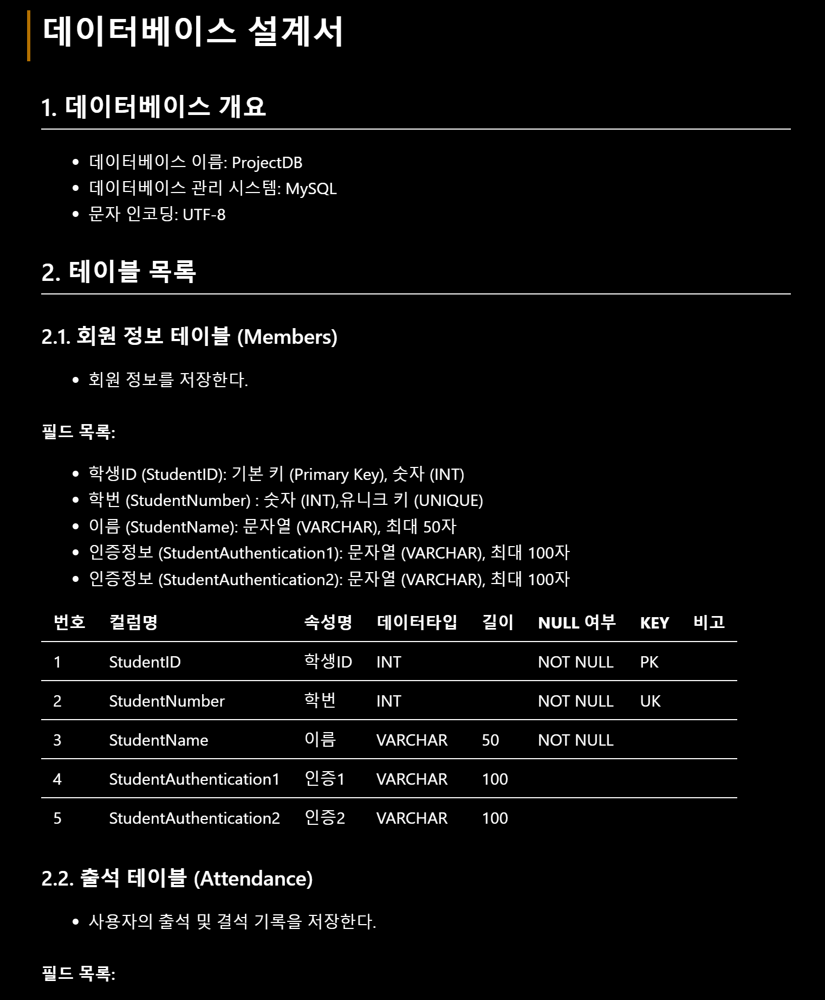 데이터베이스 설계서
1. 데이터베이스 개요
데이터베이스 이름: ProjectDB
데이터베이스 관리 시스템: MySQL
문자 인코딩: UTF-8
2. 테이블 목록
2.1. 회원 정보 테이블 (Members)
회원 정보를 저장한다.
필드 목록:
학생ID (StudentID): 기본 키 (Primary Key), 숫자 (INT)
학번 (StudentNumber) : 숫자 (INT),유니크 키 (UNIQUE)
이름 (StudentName): 문자열 (VARCHAR), 최대 50자
인증정보 (StudentAuthentication1): 문자열 (VARCHAR), 최대 100자
인증정보 (StudentAuthentication2): 문자열 (VARCHAR), 최대 100자
번호 컬럼명 속성명 데이터타입 길이 NULL 여부 KEY 비고
1 StudentID 학생ID INT NOT NULL PK
2 StudentNumber 학번 INT NOT NULL UK
3 StudentName 이름 VARCHAR 50 NOT NULL
4 StudentAuthentication1 인증1 VARCHAR 100
5 StudentAuthentication2 인증2 VARCHAR 100
2.2. 출석 테이블 (Attendance)
사용자의 출석 및 결석 기록을 저장한다.
필드 목록: